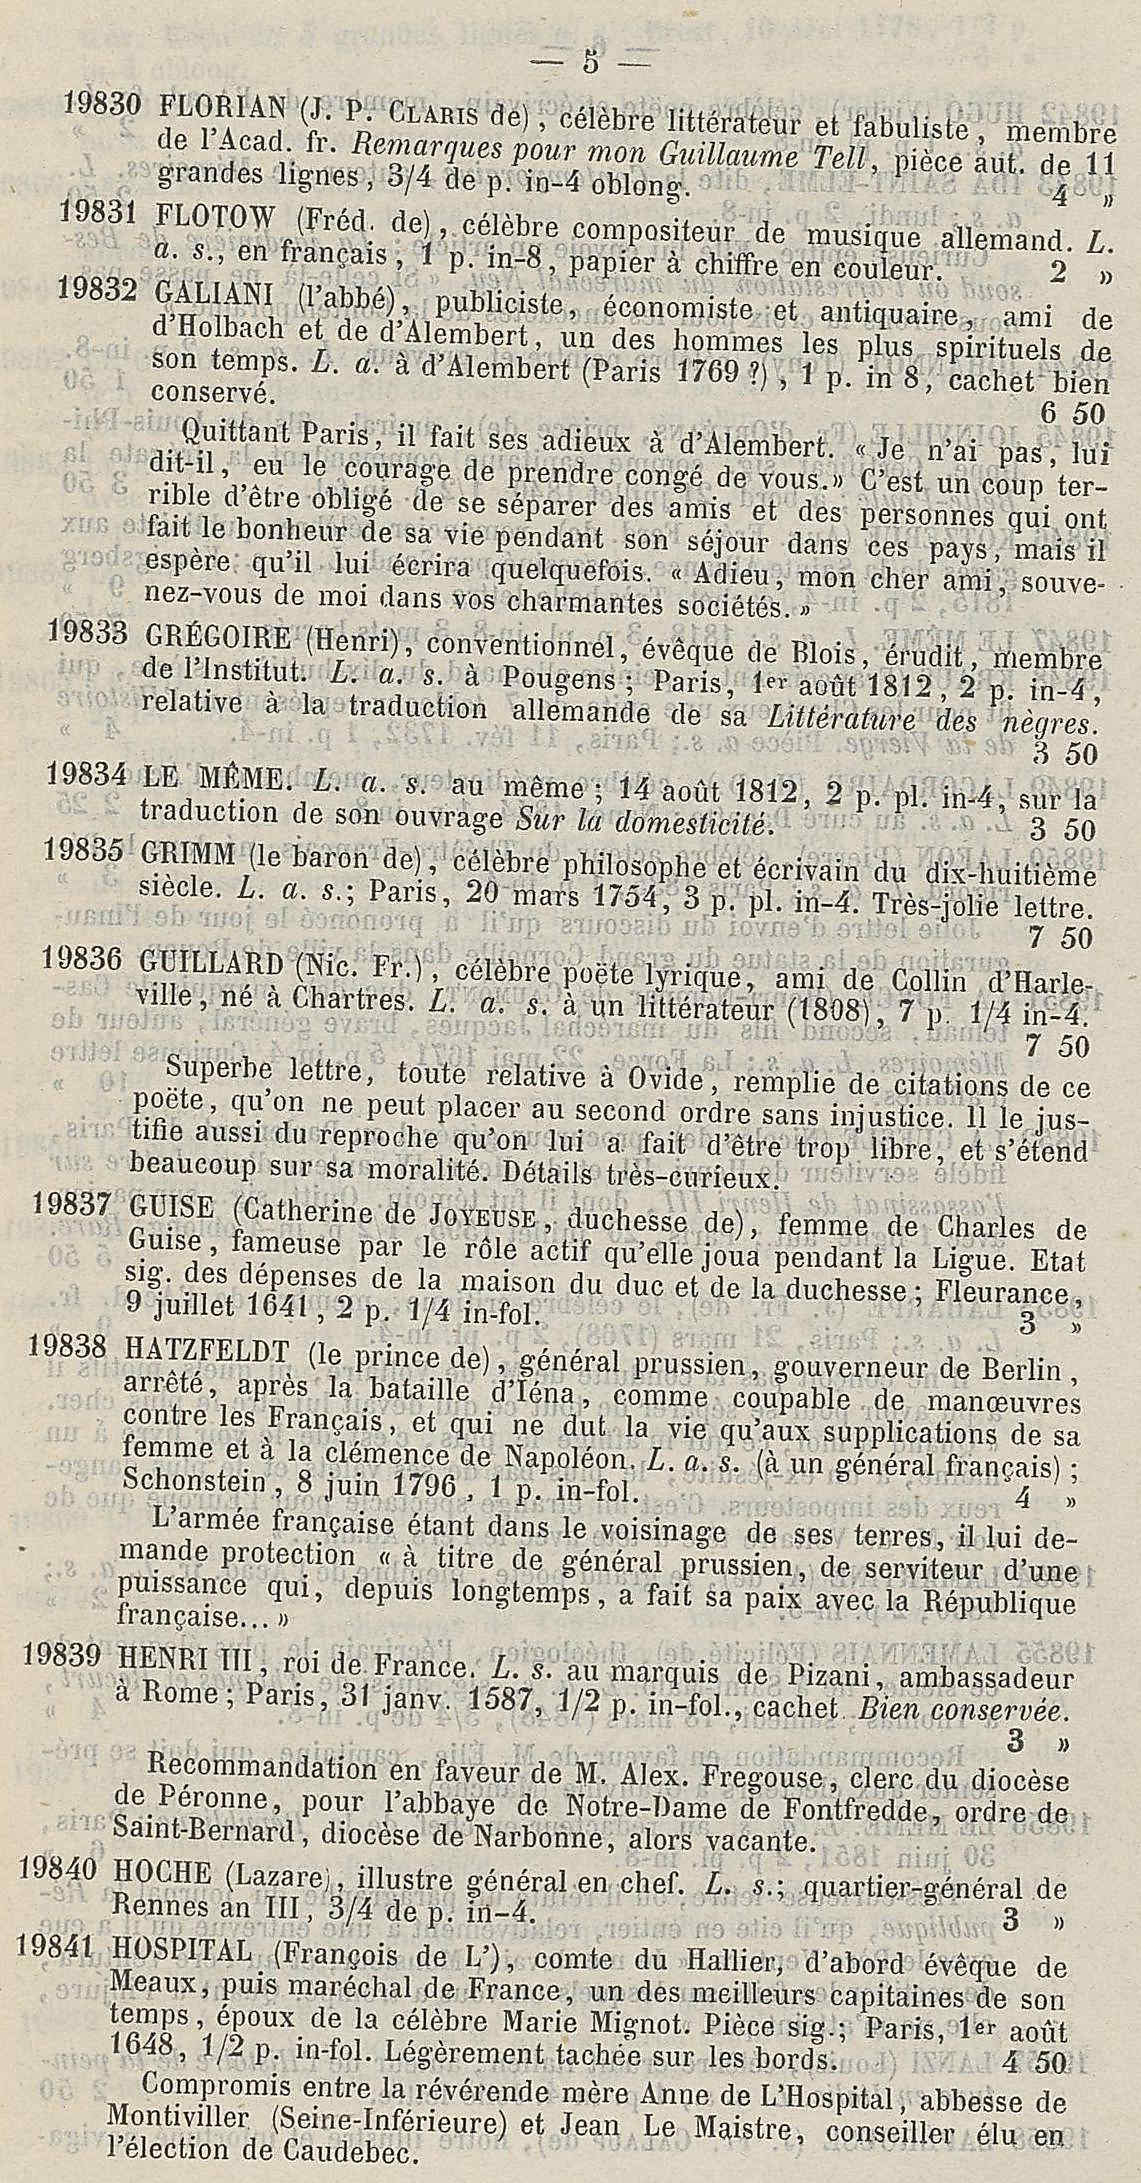 — 5 —
19830 FLORIAN (J. P. CLARIS de), célèbre littérateur et fabuliste, membre
de l'Acad. fr. Remarques pour mon Guillaume Tell, pièce aut. de 11
grandes lignes, 3/4 de p. in-4 oblong. 4 »
19831 FLOTOW (Fréd. de), célèbre compositeur de musique allemand. L.
a. s., en français, 1 p. in-8, papier à chiffre en couleur. 2 »
19832 GALIANI (l'abbé), publiciste, économiste et antiquaire, ami de
d'Holbach et de d'Alembert, un des hommes les plus spirituels de
son temps. L. a. à d'Alembert (Paris 1769 ?), 1 p. in 8, cachet bien
conservé. 6 50
Quittant Paris, il fait ses adieux à d'Alembert. « Je n'ai pas, lui
dit-il, eu le courage de prendre congé de vous.» C'est un coup ter-
rible d'être obligé de se séparer des amis et des personnes qui ont
fait le bonheur de sa vie pendant son séjour dans ces pays, mais il
espère qu'il lui écrira quelquefois. « Adieu, mon cher ami, souve-
nez-vous de moi dans vos charmantes sociétés. »
19833 GRÉGOIRE (Henri), conventionnel, évêque de Blois, érudit, membre
de l'Institut. L. a. s. à Pougens; Paris, 1er août 1812, 2 p. in-4,
relative à la traduction allemande de sa Littérature des nègres.
3 50
19834 LE MÊME. L. a. s. au même; 14 août 1812, 2 p. pl. in-4, sur la
traduction de son ouvrage Sur la domesticité. 3 50
19835 GRIMM (le baron de), célèbre philosophe et écrivain du dix-huitième
siècle. L. a. s.; Paris, 20 mars 1754, 3 p. pl. in-4. Très-jolie lettre.
7 50
19836 GUILLARD (Nic. Fr.), célèbre poëte lyrique, ami de Collin d'Harle-
ville, né à Chartres. L. a. s. à un littérateur (1808), 7 p. 1/4 in-4.
7 50
Superbe lettre, toute relative à Ovide, remplie de citations de ce
poëte, qu'on ne peut placer au second ordre sans injustice. Il le jus-
tifie aussi du reproche qu'on lui a fait d'être trop libre, et s'étend
beaucoup sur sa moralité. Détails très-curieux.
19837 GUISE (Catherine de JOYEUSE, duchesse de), femme de Charles de
Guise, fameuse par le rôle actif qu'elle joua pendant la Ligue. Etat
sig. des dépenses de la maison du duc et de la duchesse; Fleurance,
9 juillet 1641, 2 p. 1/4 in-fol. 3 »
19838 HATZFELDT (le prince de), général prussien, gouverneur de Berlin,
arrêté, après la bataille d'Iéna, comme coupable de manœuvres
contre les Français, et qui ne dut la vie qu'aux supplications de sa
femme et à la clémence de Napoléon. L. a. s. (à un général français);
Schonstein, 8 juin 1796, 1 p. in-fol. 4 »
L'armée française étant dans le voisinage de ses terres, il lui de-
mande protection « à titre de général prussien, de serviteur d'une
puissance qui, depuis longtemps, a fait sa paix avec la République
française... »
19839 HENRI III, roi de France. L. s. au marquis de Pizani, ambassadeur
à Rome; Paris, 31 janv. 1587, 1/2 p. in-fol., cachet. Bien conservée.
3 »
Recommandation en faveur de M. Alex. Fregouse, clerc du diocèse
de Péronne, pour l'abbaye de Notre-Dame de Fontfredde, ordre de
Saint-Bernard, diocèse de Narbonne, alors vacante.
19840 HOCHE (Lazare), illustre général en chef. L. s.; quartier-général de
Rennes an III, 3/4 de p. in-4. 3 »
19841 HOSPITAL (François de L'), comte du Hallier, d'abord évêque de
Meaux, puis maréchal de France, un des meilleurs capitaines de son
temps, époux de la célèbre Marie Mignot. Pièce sig.; Paris, 1er août
1648, 1/2 p. in-fol. Légèrement tachée sur les bords. 4 50
Compromis entre la révérende mère Anne de L'Hospital, abbesse de
Montiviller (Seine-Inférieure) et Jean Le Maistre, conseiller élu en
l'élection de Caudebec.